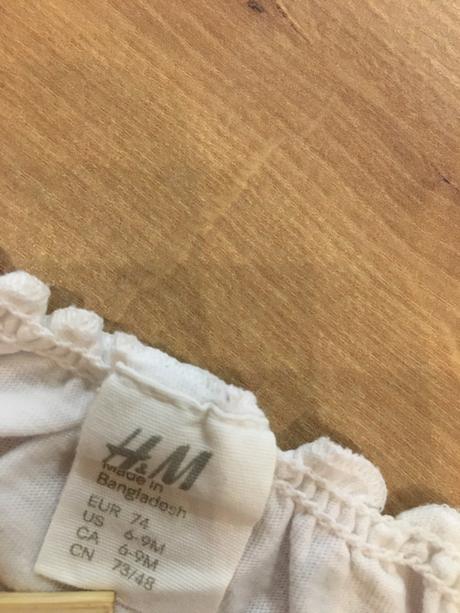 H&M
Made in
Bangladesh
EUR 74
US 6-9M
CA 6-9M
CN 73/48